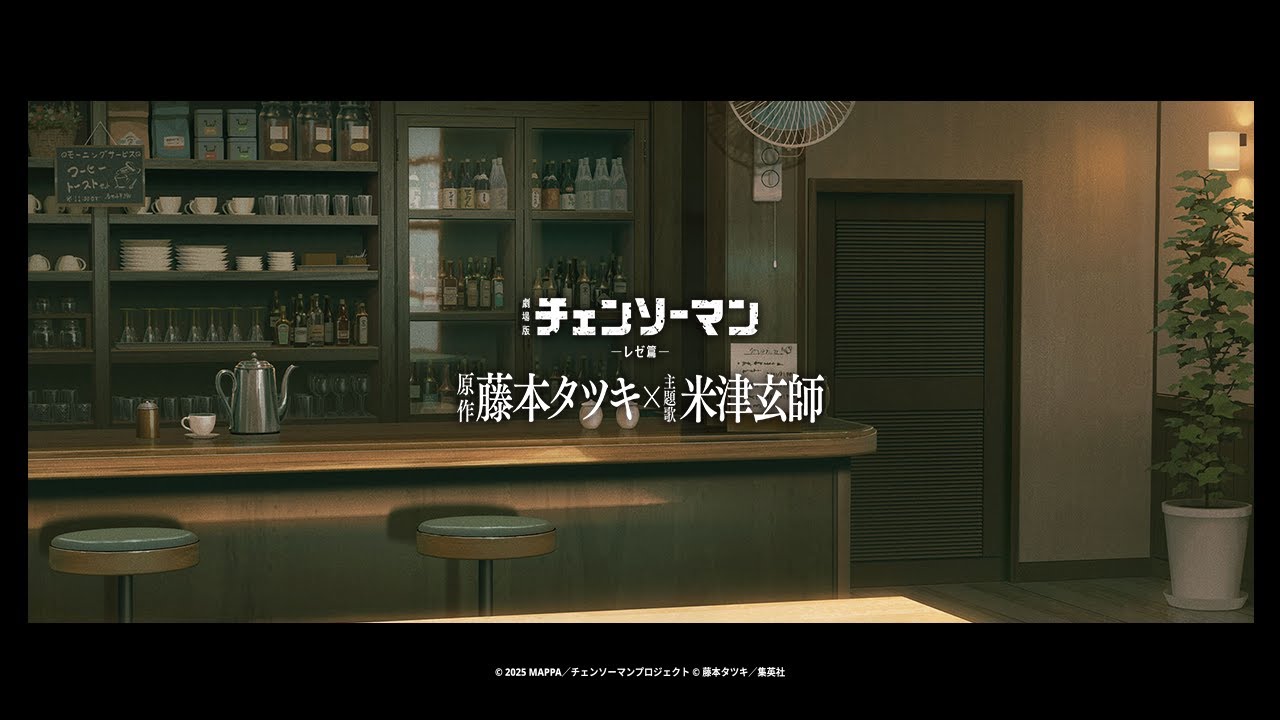 ○モーニングサービス○
コーヒー
トースト
劇場版
チェンソーマン
―レゼ篇―
原作 藤本タツキ×主題歌 米津玄師
© 2025 MAPPA／チェンソーマンプロジェクト © 藤本タツキ／集英社